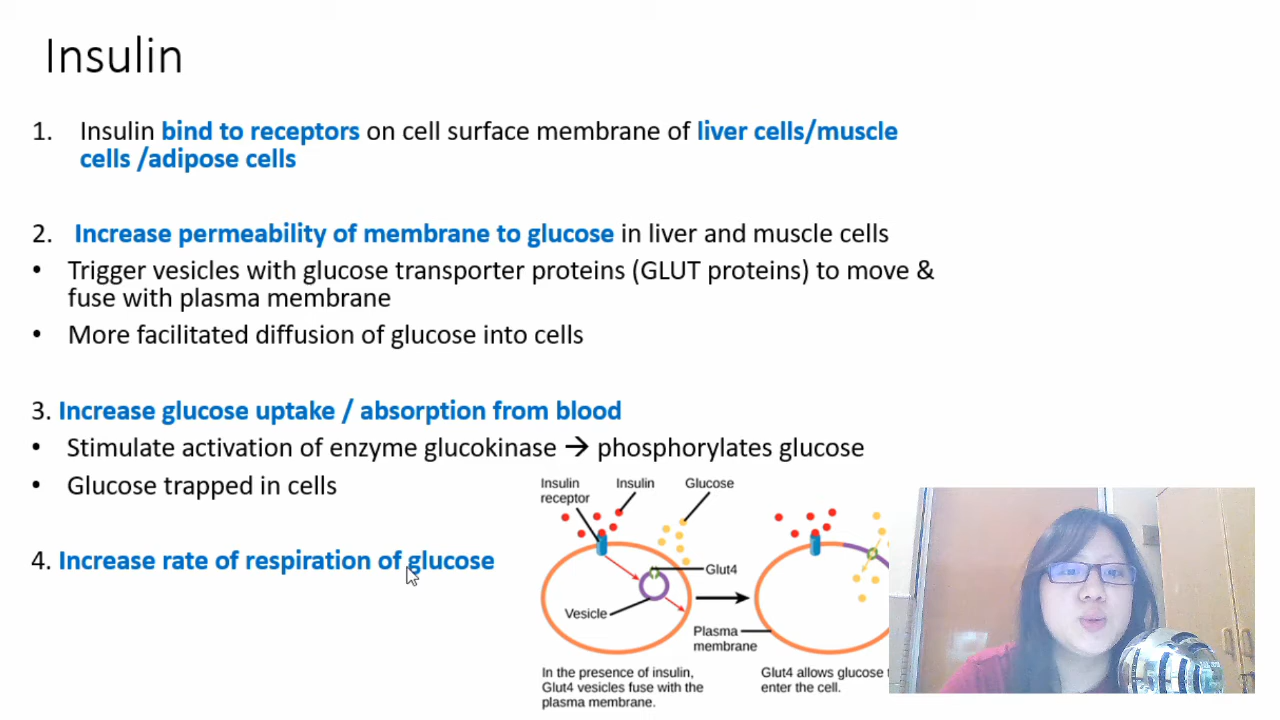 Insulin
1. Insulin bind to receptors on cell surface membrane of liver cells/muscle
cells /adipose cells
2. Increase permeability of membrane to glucose in liver and muscle cells
• Trigger vesicles with glucose transporter proteins (GLUT proteins) to move &
fuse with plasma membrane
• More facilitated diffusion of glucose into cells
3. Increase glucose uptake / absorption from blood
• Stimulate activation of enzyme glucokinase → phosphorylates glucose
• Glucose trapped in cells
4. Increase rate of respiration of glucose
Insulin
receptor
Insulin
Glucose
Glut4
Vesicle
Plasma
membrane
In the presence of insulin,
Glut4 vesicles fuse with the
plasma membrane.
Glut4 allows glucose
enter the cell.